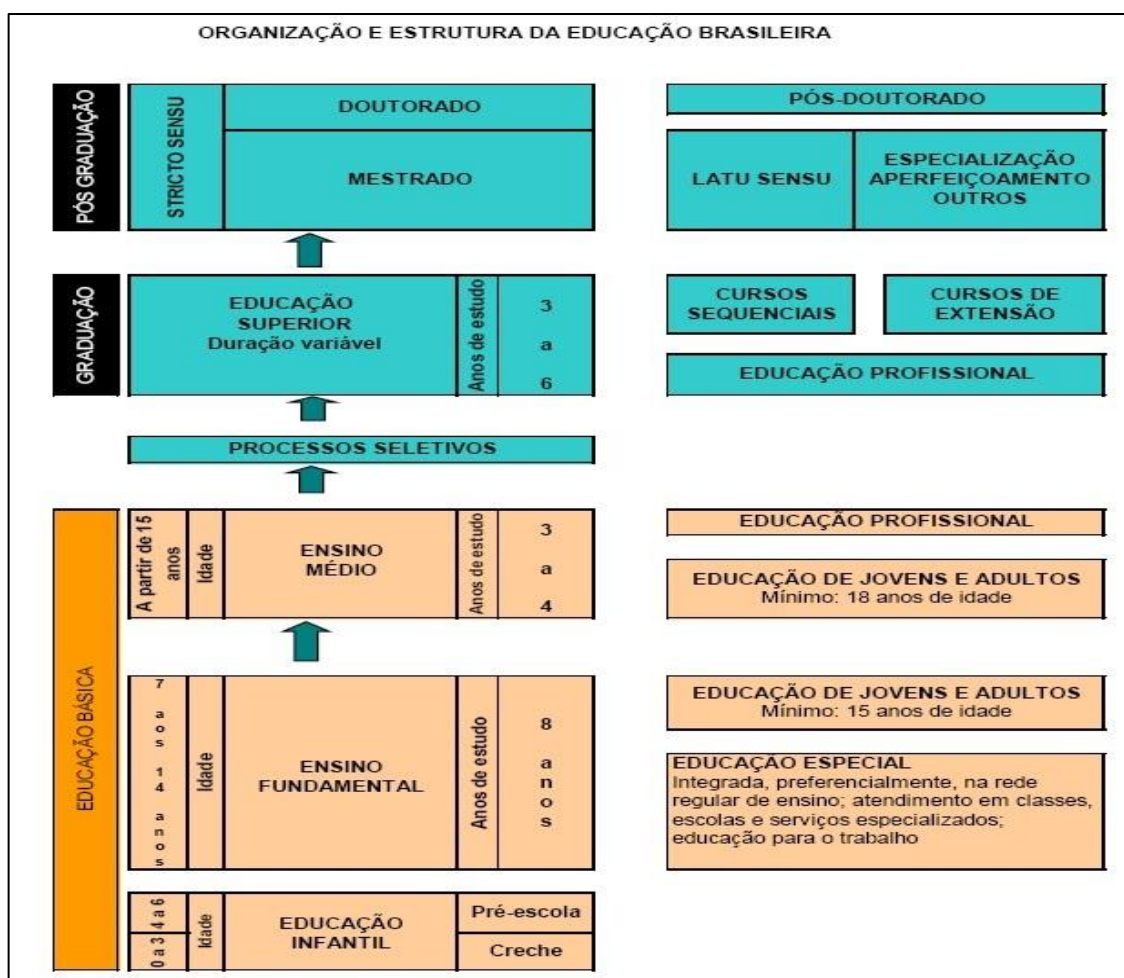 ORGANIZAÇÃO E ESTRUTURA DA EDUCAÇÃO BRASILEIRA
PÓS GRADUAÇÃO
STRICTO SENSU
DOUTORADO
MESTRADO
PÓS-DOUTORADO
LATU SENSU
ESPECIALIZAÇÃO
APERFEIÇOAMENTO
OUTROS
GRADUAÇÃO
EDUCAÇÃO
SUPERIOR
Duração variável
Anos de estudo
3
a
6
CURSOS
SEQUENCIAIS
CURSOS DE
EXTENSÃO
EDUCAÇÃO PROFISSIONAL
PROCESSOS SELETIVOS
EDUCAÇÃO BÁSICA
A partir de 15
anos
Idade
ENSINO
MÉDIO
Anos de estudo
3
a
4
EDUCAÇÃO PROFISSIONAL
EDUCAÇÃO DE JOVENS E ADULTOS
Mínimo: 18 anos de idade
7 aos 14 anos
Idade
ENSINO
FUNDAMENTAL
Anos de estudo
8
a
n
o
s
EDUCAÇÃO DE JOVENS E ADULTOS
Mínimo: 15 anos de idade
EDUCAÇÃO ESPECIAL
Integrada, preferencialmente, na rede
regular de ensino; atendimento em classes,
escolas e serviços especializados;
educação para o trabalho
4 a 6
0 a 3
Idade
EDUCAÇÃO
INFANTIL
Pré-escola
Creche